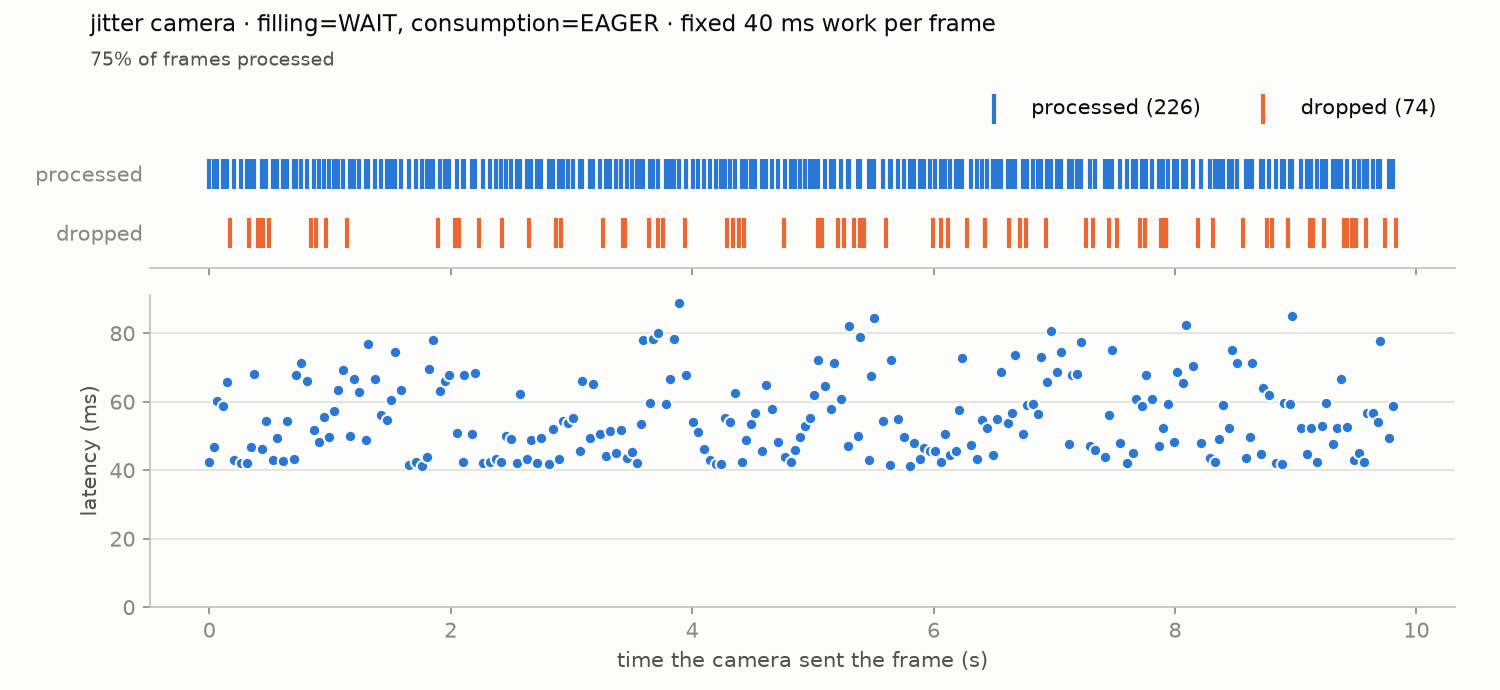 jitter camera · filling=WAIT, consumption=EAGER · fixed 40 ms work per frame
75% of frames processed
processed (226)
dropped (74)
processed
dropped
80
60
40
20
0
latency (ms)
0 2 4 6 8 10
time the camera sent the frame (s)